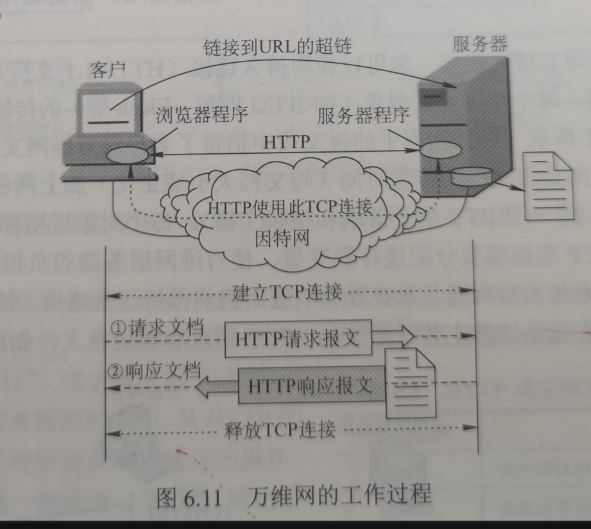 链接到URL的超链
服务器
客户
浏览器程序
服务器程序
HTTP
HTTP使用此TCP连接
因特网
建立TCP连接
①请求文档
HTTP请求报文
②响应文档
HTTP响应报文
释放TCP连接
图 6.11 万维网的工作过程